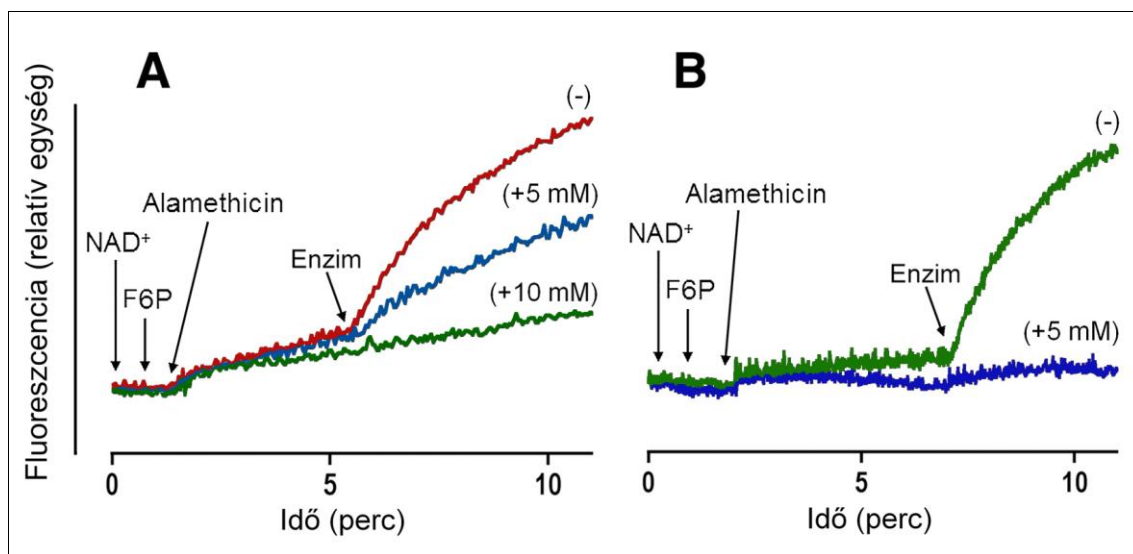 Fluoreszcencia (relatív egység)
A
(-)
(+5 mM)
(+10 mM)
Alamethicin
NAD⁺
F6P
Enzim
0
5
10
Idő (perc)
B
(-)
(+5 mM)
Alamethicin
NAD⁺
F6P
Enzim
0
5
10
Idő (perc)